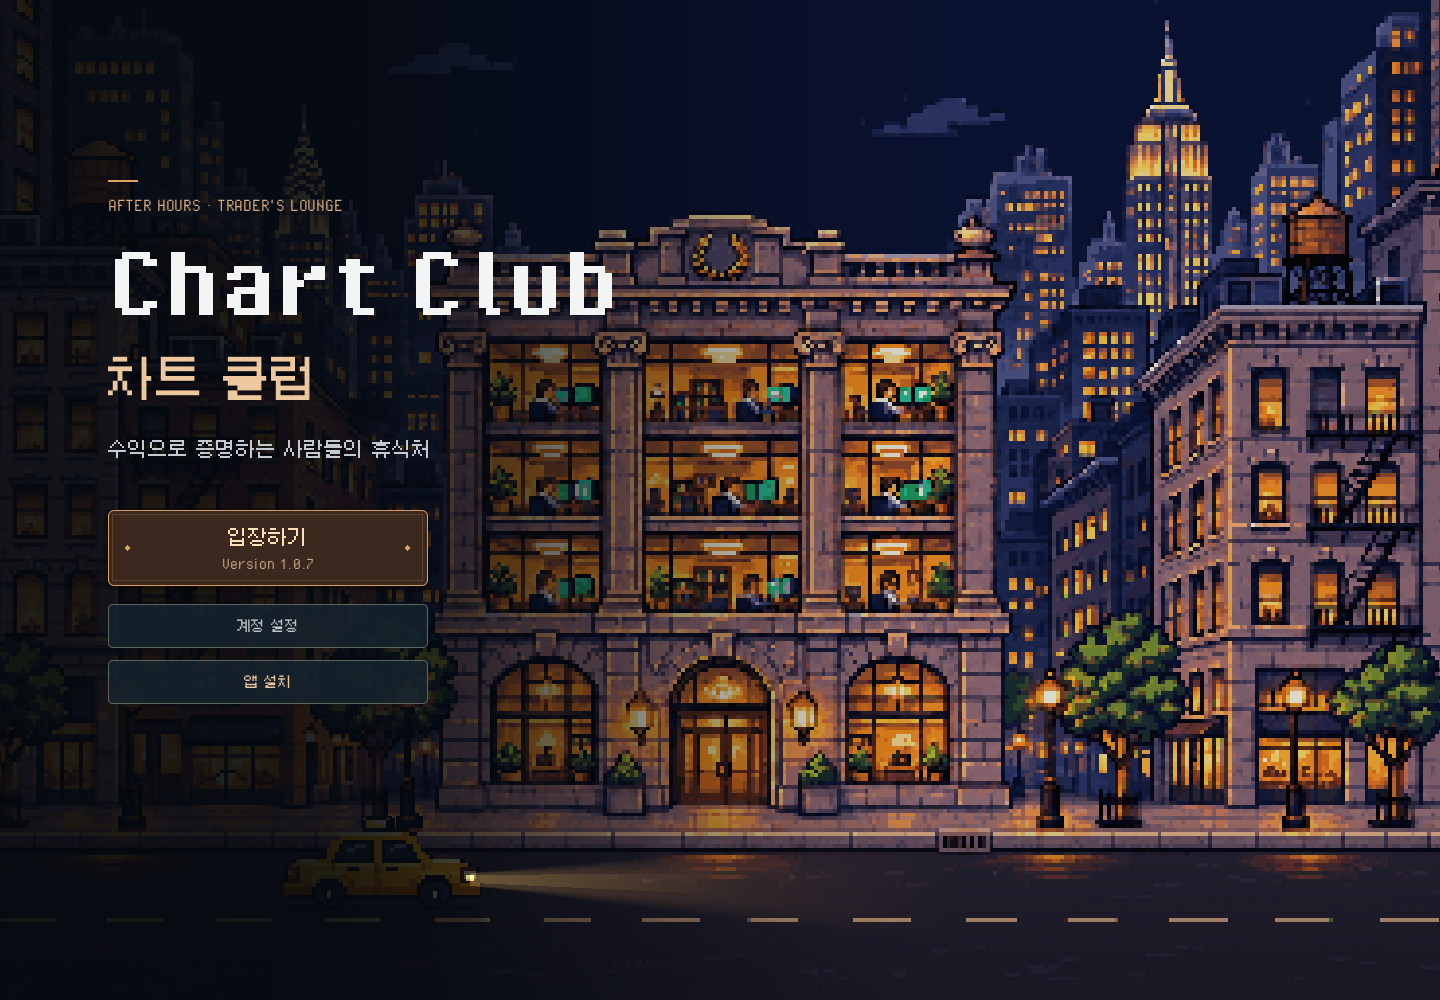 AFTER HOURS · TRADER'S LOUNGE
Chart Club
차트 클럽
수익으로 증명하는 사람들의 휴식처
입장하기
Version 1.0.7
계정 설정
앱 설치